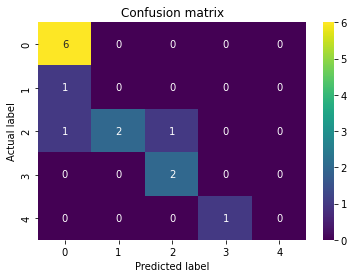 Confusion matrix
0 6 0 0 0 0
1 1 0 0 0 0
2 1 2 1 0 0
3 0 0 2 0 0
4 0 0 0 1 0
0 1 2 3 4
Actual label
Predicted label
6
5
4
3
2
1
0